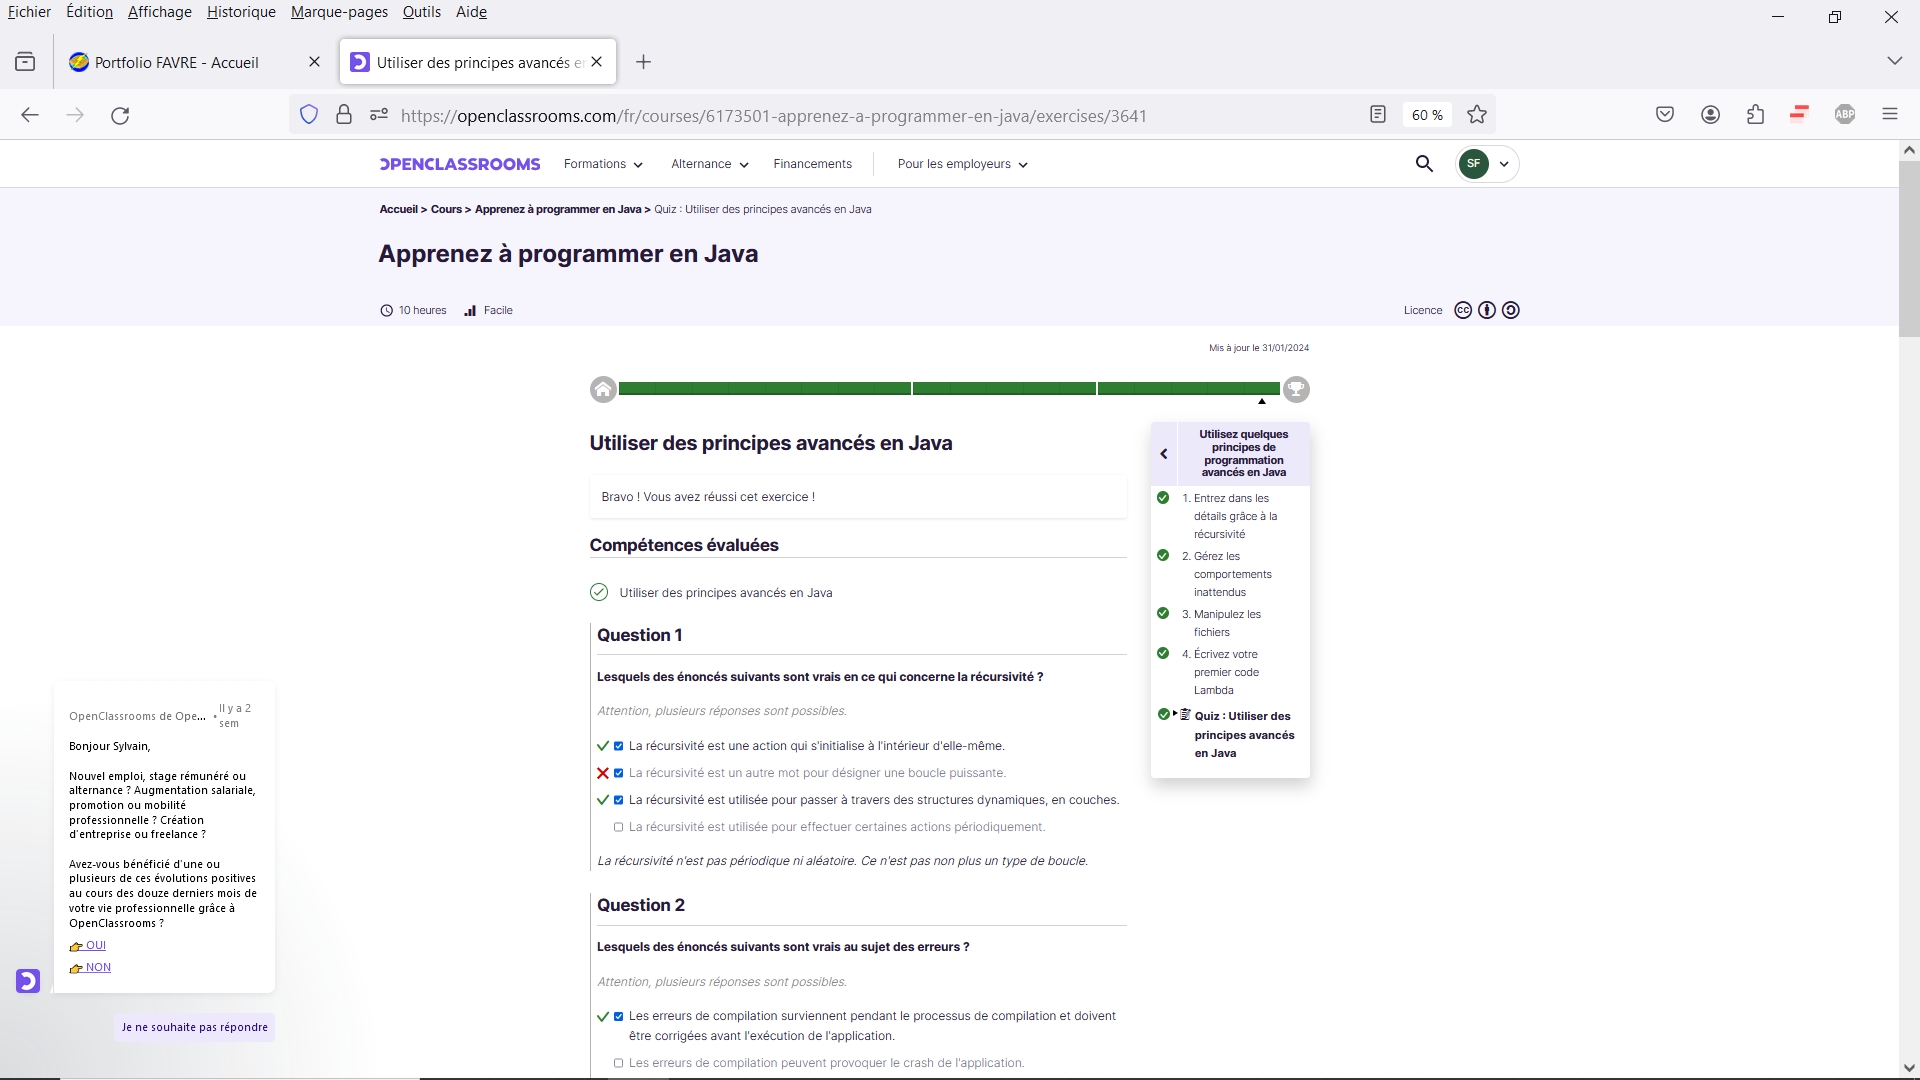 Fichier Édition Affichage Historique Marque-pages Outils Aide
Portfolio FAVRE - Accueil
Utiliser des principes avancés en
https://openclassrooms.com/fr/courses/6173501-apprenez-a-programmer-en-java/exercises/3641
60 %
ABP
OPENCLASSROOMS
Formations
Alternance
Financements
Pour les employeurs
SF
Accueil > Cours > Apprenez à programmer en Java > Quiz : Utiliser des principes avancés en Java
Apprenez à programmer en Java
10 heures
Facile
Licence
cc
Mis à jour le 31/01/2024
Utiliser des principes avancés en Java
Bravo ! Vous avez réussi cet exercice !
Compétences évaluées
Utiliser des principes avancés en Java
Question 1
Lesquels des énoncés suivants sont vrais en ce qui concerne la récursivité ?
Attention, plusieurs réponses sont possibles.
La récursivité est une action qui s'initialise à l'intérieur d'elle-même.
La récursivité est un autre mot pour désigner une boucle puissante.
La récursivité est utilisée pour passer à travers des structures dynamiques, en couches.
La récursivité est utilisée pour effectuer certaines actions périodiquement.
La récursivité n'est pas périodique ni aléatoire. Ce n'est pas non plus un type de boucle.
Question 2
Lesquels des énoncés suivants sont vrais au sujet des erreurs ?
Attention, plusieurs réponses sont possibles.
Les erreurs de compilation surviennent pendant le processus de compilation et doivent
être corrigées avant l'exécution de l'application.
Les erreurs de compilation peuvent provoquer le crash de l'application.
Utilisez quelques
principes de
programmation
avancés en Java
1. Entrez dans les
détails grâce à la
récursivité
2. Gérez les
comportements
inattendus
3. Manipulez les
fichiers
4. Écrivez votre
premier code
Lambda
Quiz : Utiliser des
principes avancés
en Java
OpenClassrooms de Ope... • Il y a 2
sem
Bonjour Sylvain,
Nouvel emploi, stage rémunéré ou
alternance ? Augmentation salariale,
promotion ou mobilité
professionnelle ? Création
d'entreprise ou freelance ?
Avez-vous bénéficié d'une ou
plusieurs de ces évolutions positives
au cours des douze derniers mois de
votre vie professionnelle grâce à
OpenClassrooms ?
👉 OUI
👉 NON
Je ne souhaite pas répondre